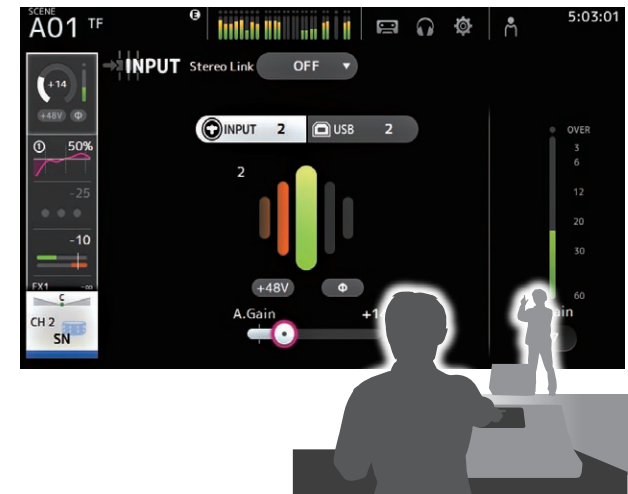 SCENE
A01 TF
E
5:03:01
INPUT Stereo Link OFF
+14
+48V Φ
1 50%
-25
-10
FX1 -∞
C
CH 2
SN
INPUT 2 USB 2
2
+48V Φ
A.Gain
OVER
3
6
12
20
30
60